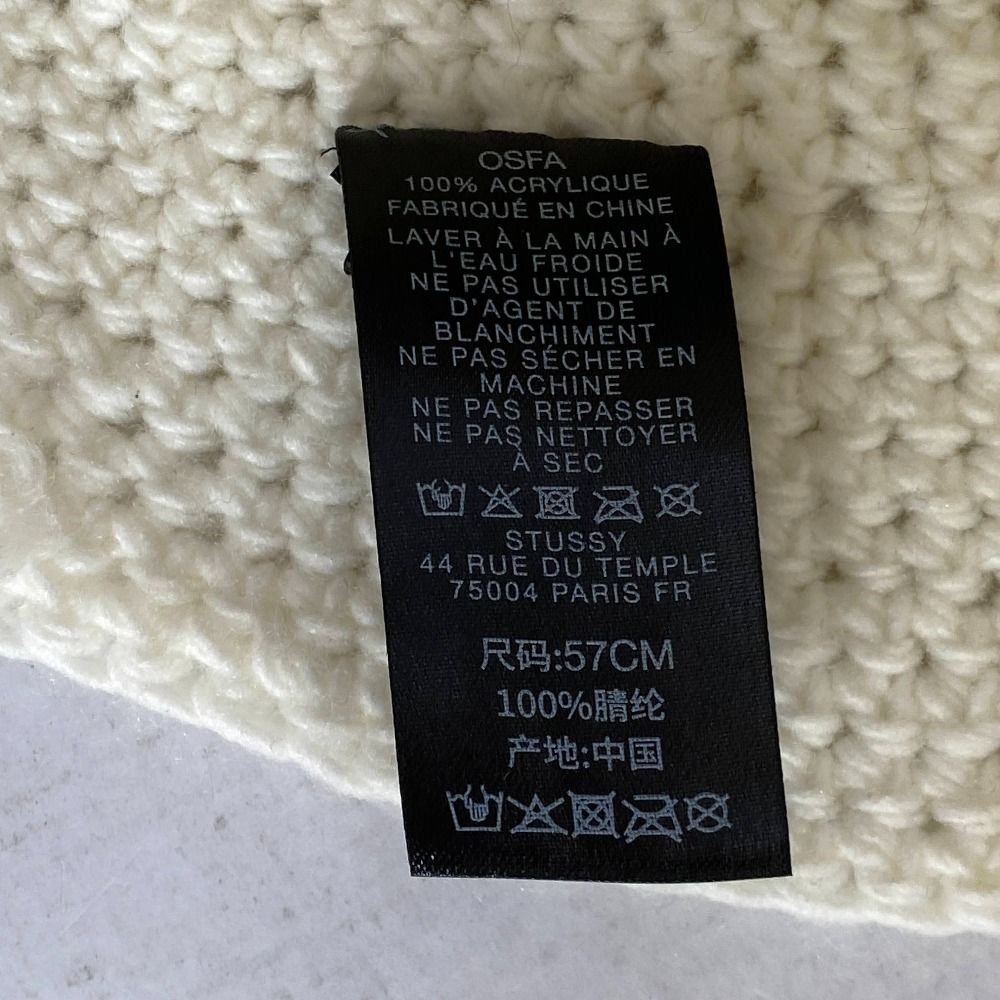 OSFA
100% ACRYLIQUE
FABRIQUÉ EN CHINE
LAVER À LA MAIN À
L'EAU FROIDE
NE PAS UTILISER
D'AGENT DE
BLANCHIMENT
NE PAS SÉCHER EN
MACHINE
NE PAS REPASSER
NE PAS NETTOYER
À SEC
STUSSY
44 RUE DU TEMPLE
75004 PARIS FR
尺码:57CM
100%腈纶
产地:中国